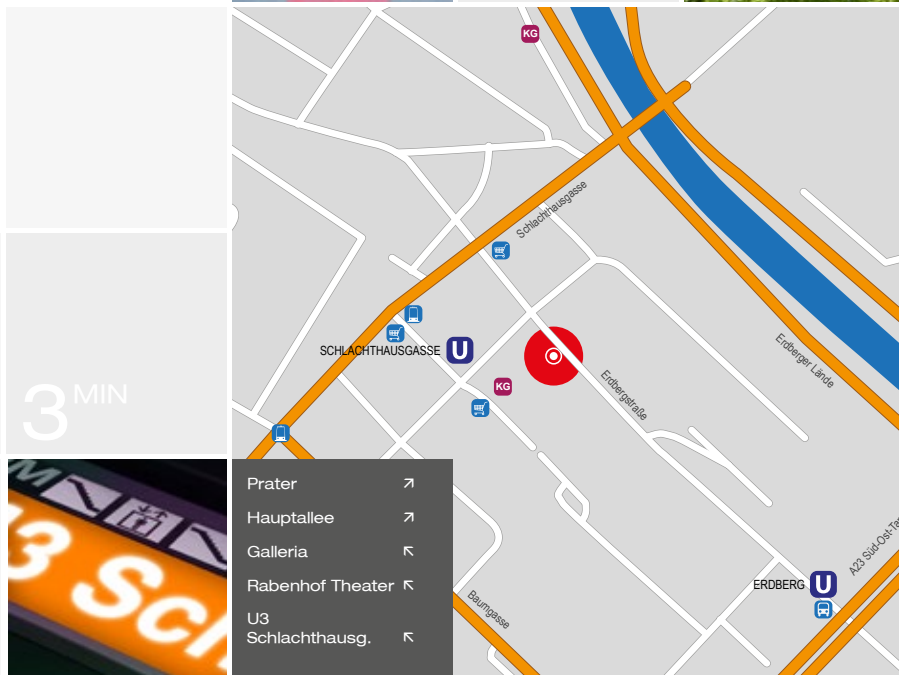 KG
Schlachthausgasse
SCHLACHTHAUSGASSE U
KG
Erdberger Lände
Erdbergstraße
3 MIN
M
3 Sch
Prater
Hauptallee
Galleria
Rabenhof Theater
U3
Schlachthausg.
Baumgasse
ERDBERG U
A23 Süd-Ost-Ta